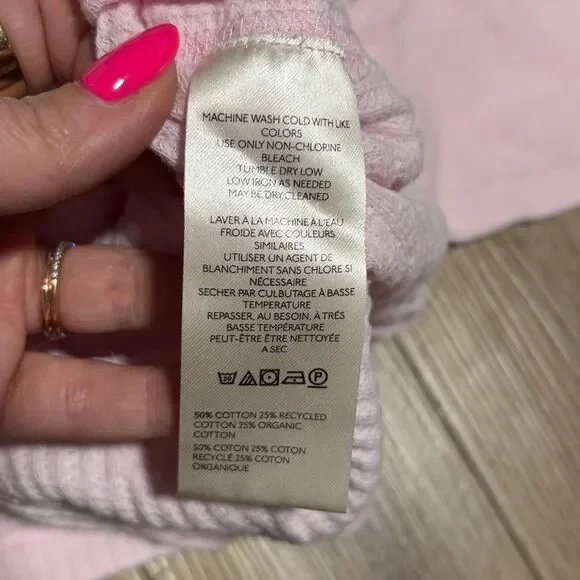 MACHINE WASH COLD WITH LIKE
COLORS
USE ONLY NON-CHLORINE
BLEACH
TUMBLE DRY LOW
LOW IRON AS NEEDED
MAY BE DRY CLEANED
LAVER À LA MACHINE À L'EAU
FROIDE AVEC COULEURS
SIMILAIRES
UTILISER UN AGENT DE
BLANCHIMENT SANS CHLORE SI
NÉCESSAIRE
SECHER PAR CULBUTAGE À BASSE
TEMPERATURE
REPASSER, AU BESOIN, À TRÉS
BASSE TEMPÉRATURE
PEUT-ÊTRE ÊTRE NETTOYÉE
A SEC
30 P
50% COTTON 25% RECYCLED
COTTON 25% ORGANIC
COTTON
50% COTON 25% COTON
RECYCLÉ 25% COTON
ORGANIQUE